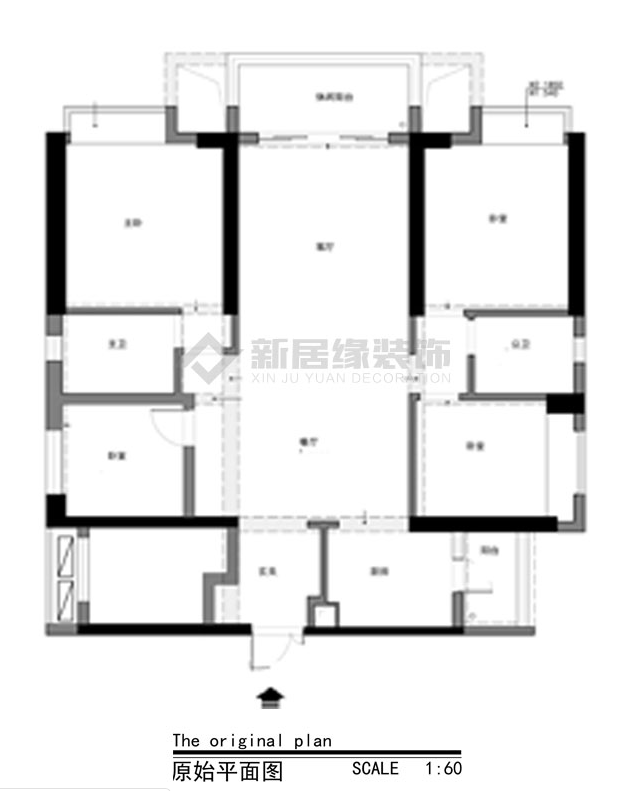 休闲阳台
主卧
卧室
客厅
主卫
公卫
新居缘装饰
XIN JU YUAN DECORATION
餐厅
卧室
卧室
玄关
厨房
阳台
The original plan
原始平面图 SCALE 1:60